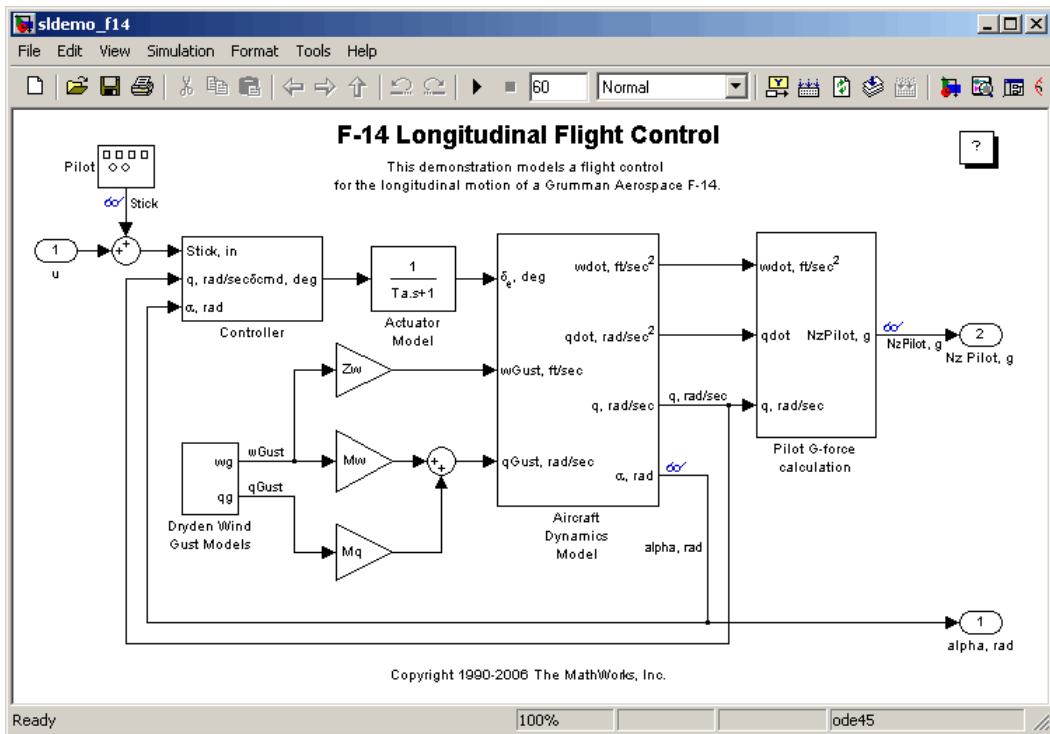 sldemo_f14
File Edit View Simulation Format Tools Help
60 Normal
F-14 Longitudinal Flight Control
This demonstration models a flight control
for the longitudinal motion of a Grumman Aerospace F-14.
?
Pilot
Stick
1
u
Stick, in
q, rad/secδcmd, deg
α, rad
Controller
1
Ta.s+1
Actuator
Model
Zw
Mw
Mq
wg
qg
wGust
qGust
Dryden Wind
Gust Models
δe, deg
wGust, ft/sec
qGust, rad/sec
wdot, ft/sec²
qdot, rad/sec²
q, rad/sec
α, rad
Aircraft
Dynamics
Model
q, rad/sec
alpha, rad
wdot, ft/sec²
qdot
q, rad/sec
NzPilot, g
Pilot G-force
calculation
NzPilot, g
2
Nz Pilot, g
1
alpha, rad
Copyright 1990-2006 The MathWorks, Inc.
Ready 100% ode45